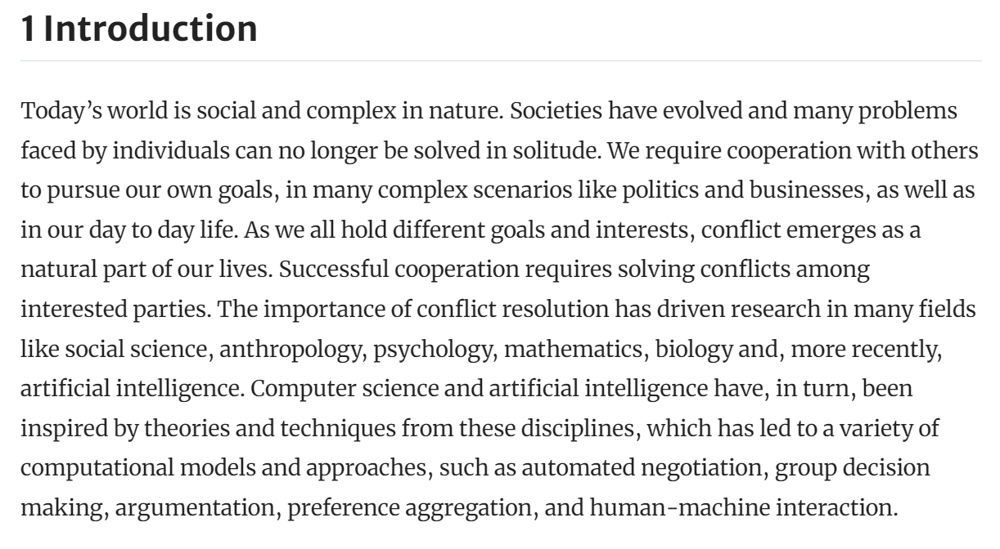 1 Introduction
Today’s world is social and complex in nature. Societies have evolved and many problems
faced by individuals can no longer be solved in solitude. We require cooperation with others
to pursue our own goals, in many complex scenarios like politics and businesses, as well as
in our day to day life. As we all hold different goals and interests, conflict emerges as a
natural part of our lives. Successful cooperation requires solving conflicts among
interested parties. The importance of conflict resolution has driven research in many fields
like social science, anthropology, psychology, mathematics, biology and, more recently,
artificial intelligence. Computer science and artificial intelligence have, in turn, been
inspired by theories and techniques from these disciplines, which has led to a variety of
computational models and approaches, such as automated negotiation, group decision
making, argumentation, preference aggregation, and human-machine interaction.